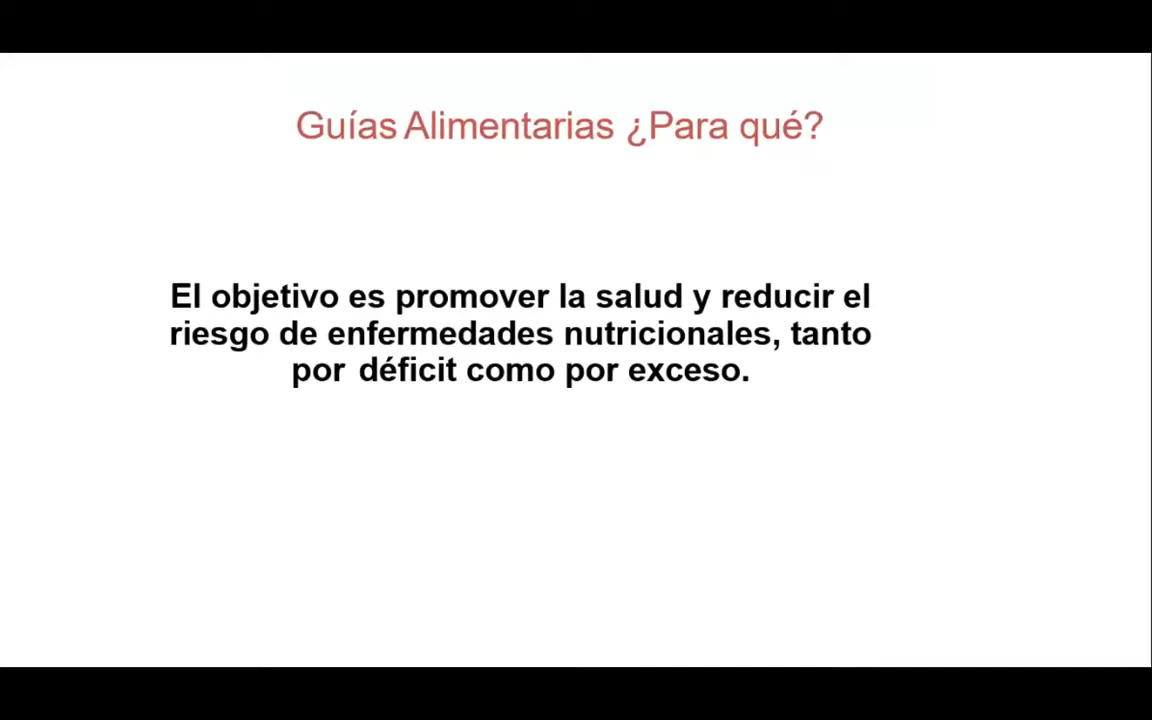 Guías Alimentarias ¿Para qué?
El objetivo es promover la salud y reducir el
riesgo de enfermedades nutricionales, tanto
por déficit como por exceso.